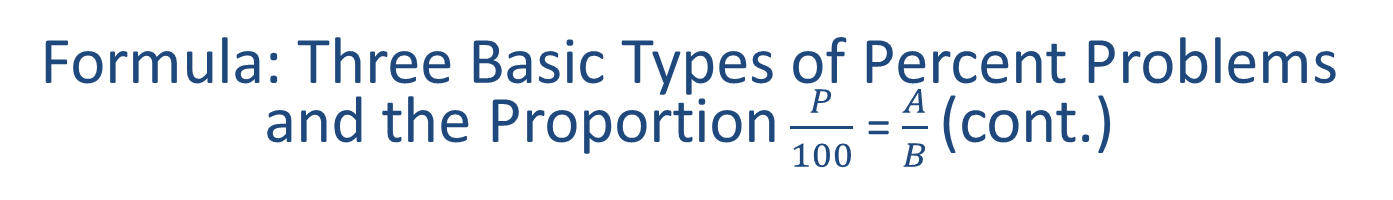 Formula: Three Basic Types of Percent Problems
and the Proportion P/100 = A/B (cont.)